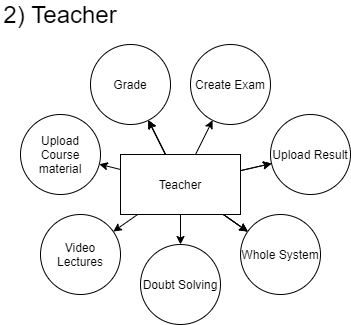 2) Teacher
Grade
Create Exam
Upload
Course
material
Upload Result
Teacher
Video
Lectures
Whole System
Doubt Solving